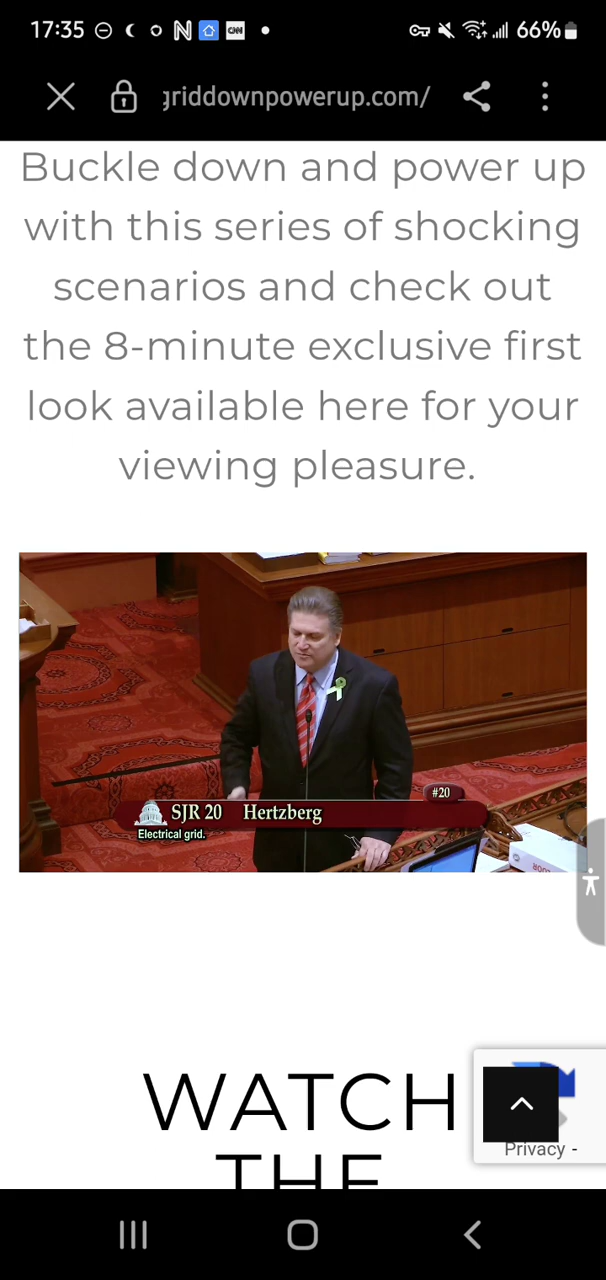 17:35 66%
griddownpowerup.com/
Buckle down and power up
with this series of shocking
scenarios and check out
the 8-minute exclusive first
look available here for your
viewing pleasure.
#20
SJR 20 Hertzberg
Electrical grid.
WATCH
THE
Privacy -